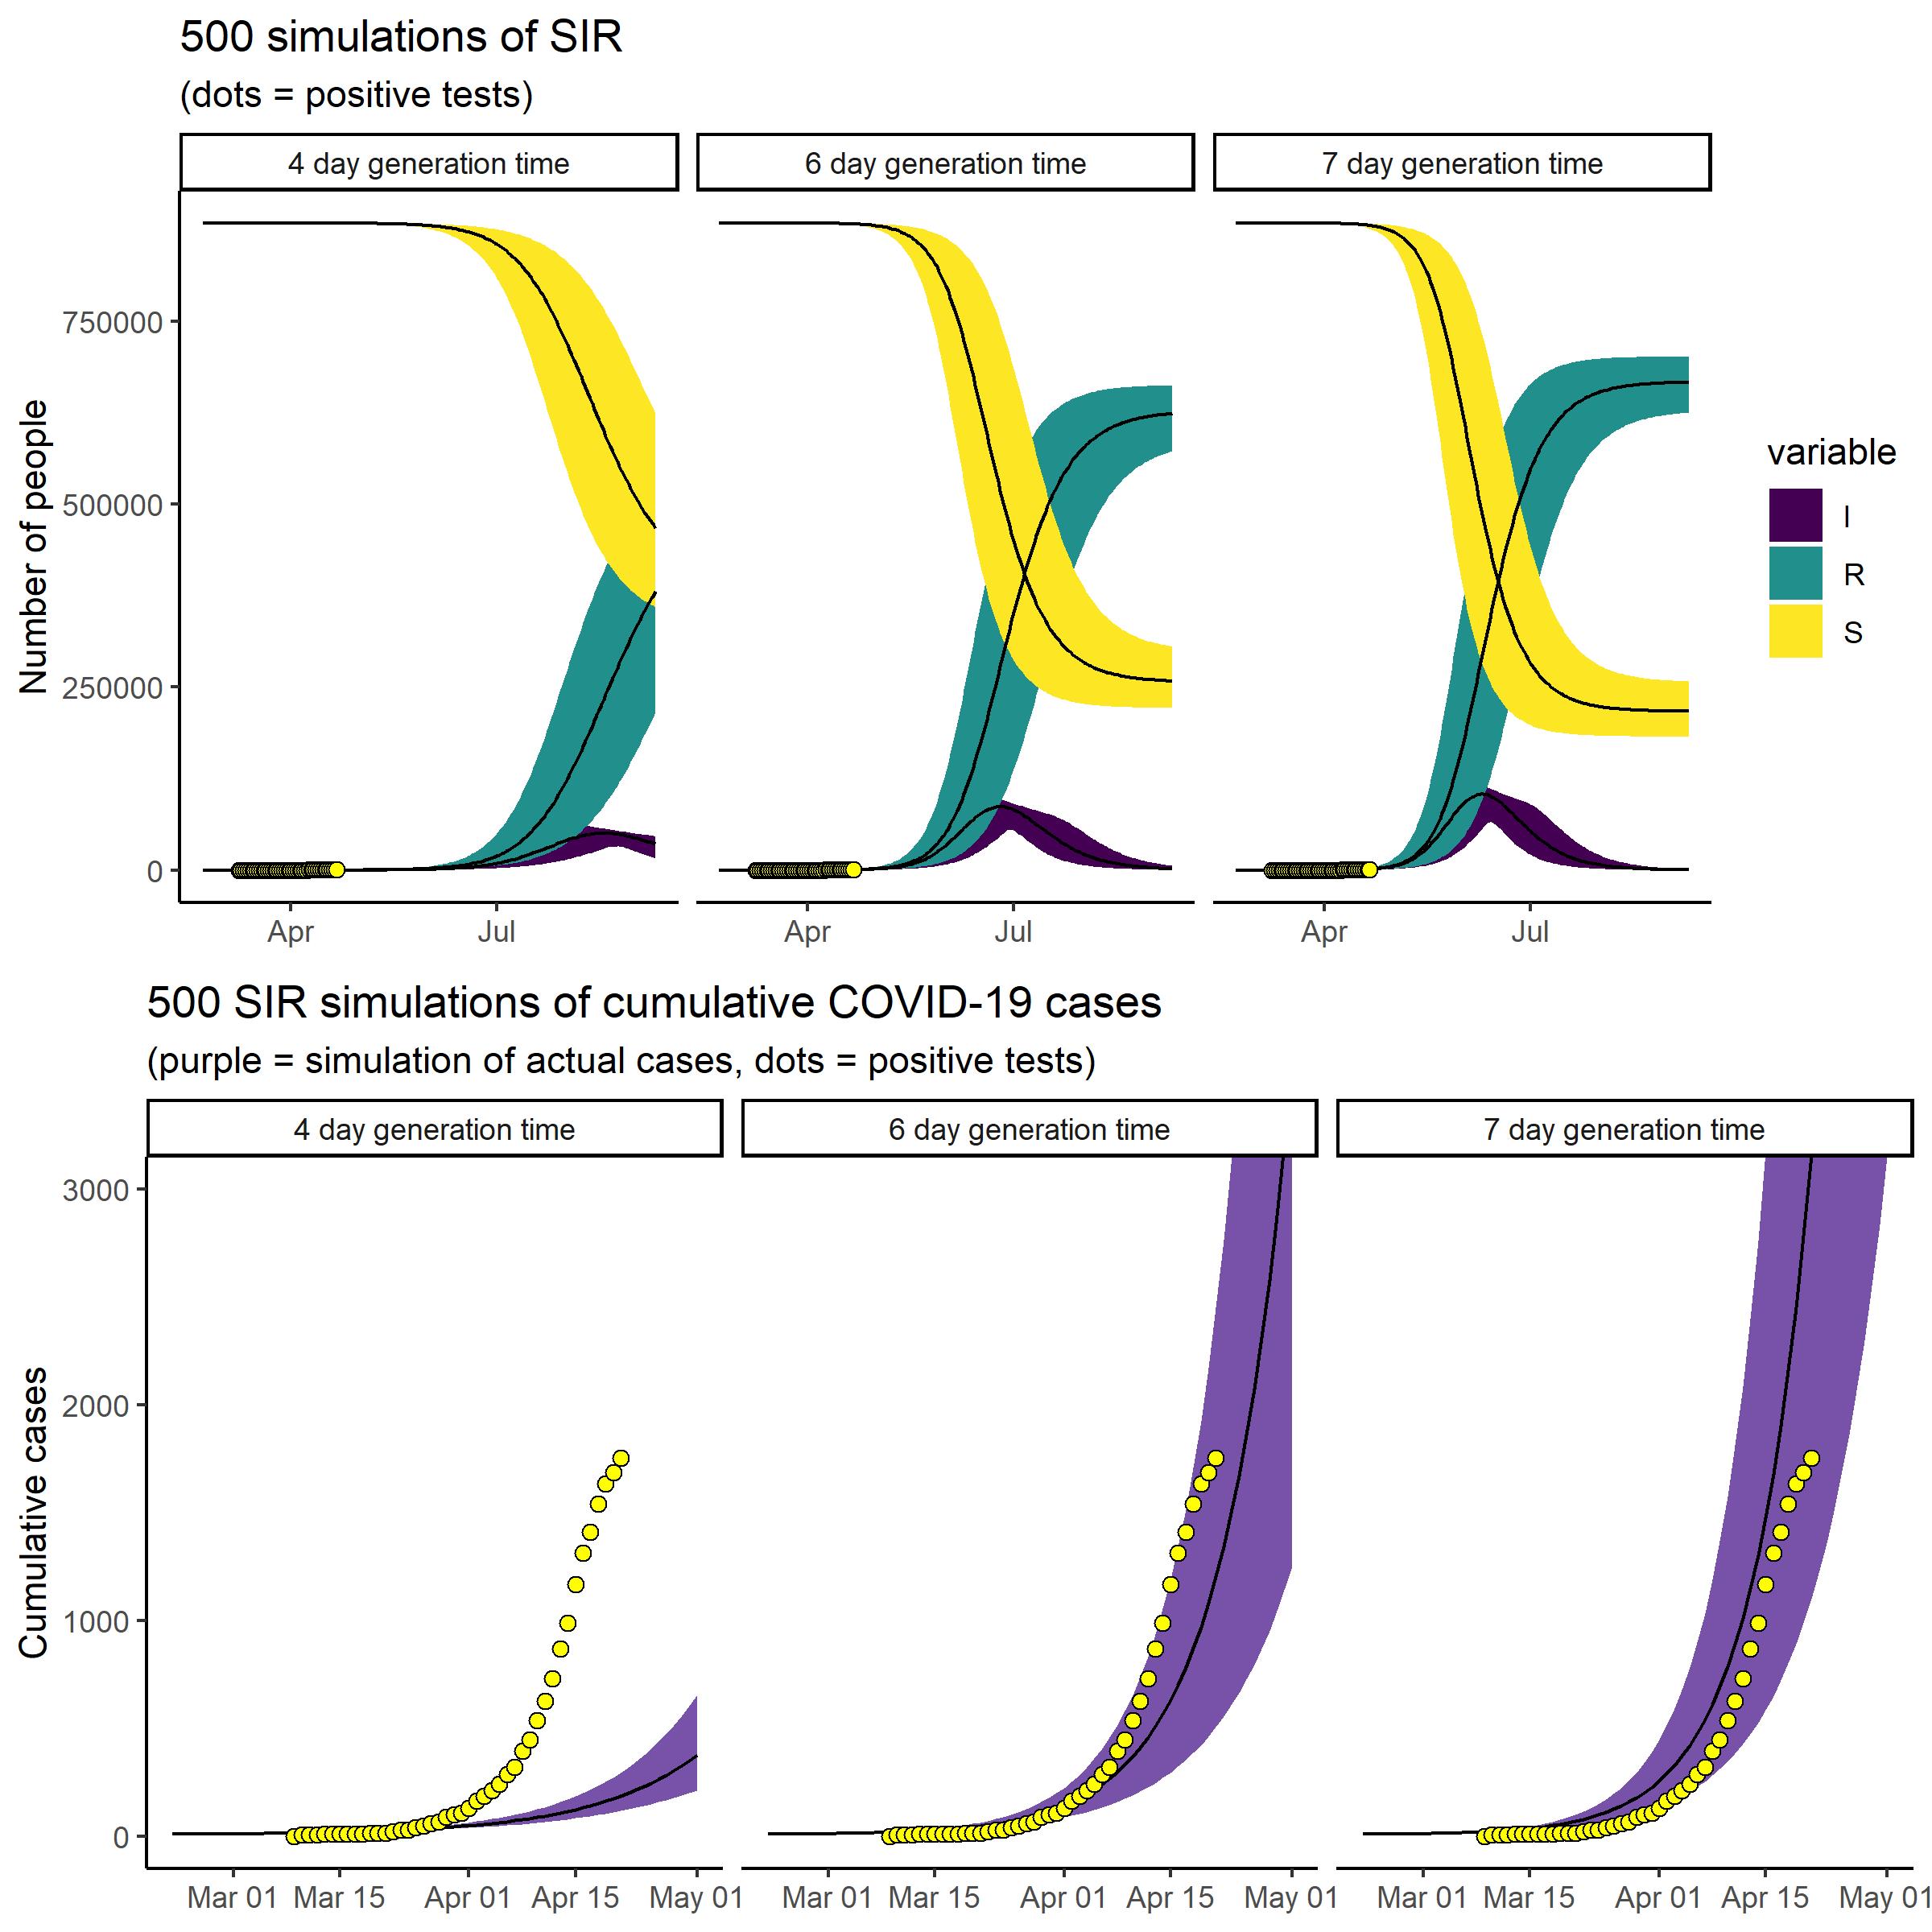 500 simulations of SIR
(dots = positive tests)
4 day generation time
6 day generation time
7 day generation time
Number of people
750000
500000
250000
0
Apr
Jul
Apr
Jul
Apr
Jul
variable
I
R
S
500 SIR simulations of cumulative COVID-19 cases
(purple = simulation of actual cases, dots = positive tests)
4 day generation time
6 day generation time
7 day generation time
Cumulative cases
3000
2000
1000
0
Mar 01
Mar 15
Apr 01
Apr 15
May 01
Mar 01
Mar 15
Apr 01
Apr 15
May 01
Mar 01
Mar 15
Apr 01
Apr 15
May 01